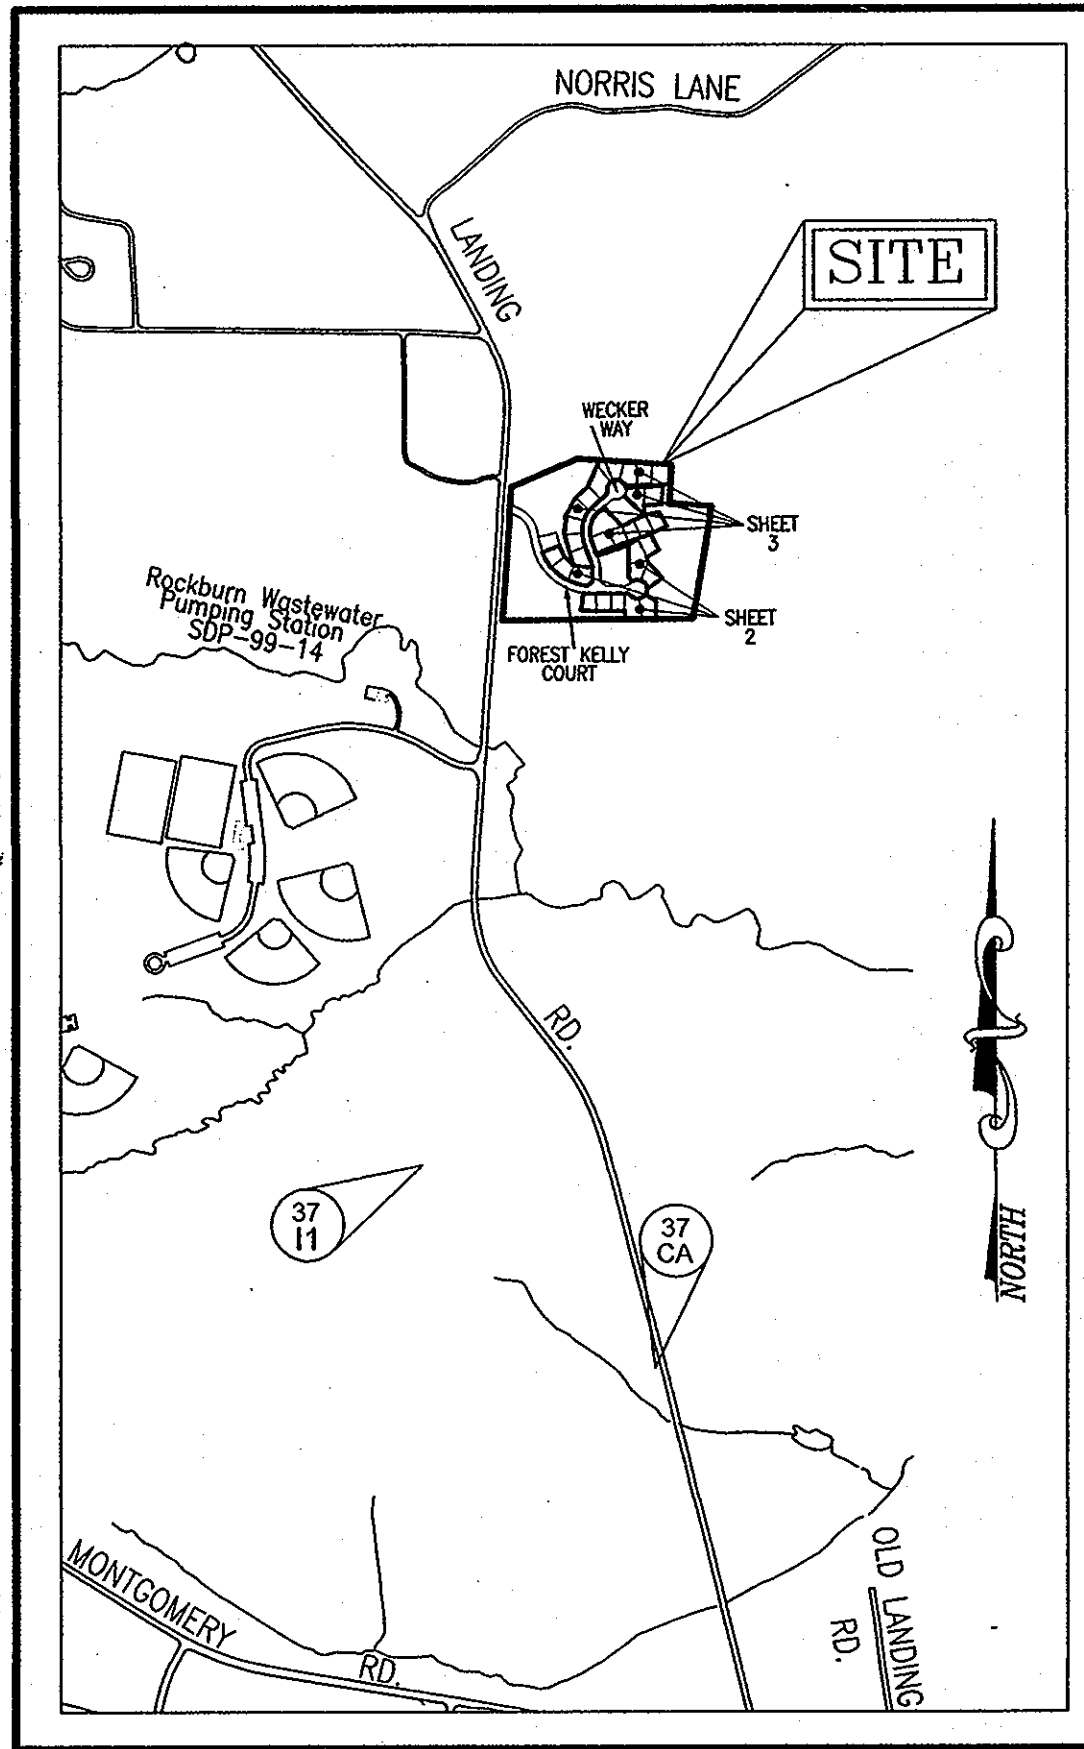 NORRIS LANE
LANDING
SITE
WECKER
WAY
SHEET
3
Rockburn Wastewater
Pumping Station
SDP-99-14
SHEET
2
FOREST KELLY
COURT
RD.
37
I1
37
CA
NORTH
MONTGOMERY
RD.
OLD LANDING
RD.